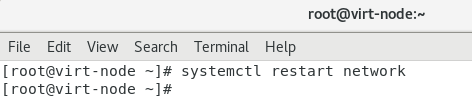 root@virt-node:~
File Edit View Search Terminal Help
[root@virt-node ~]# systemctl restart network
[root@virt-node ~]#